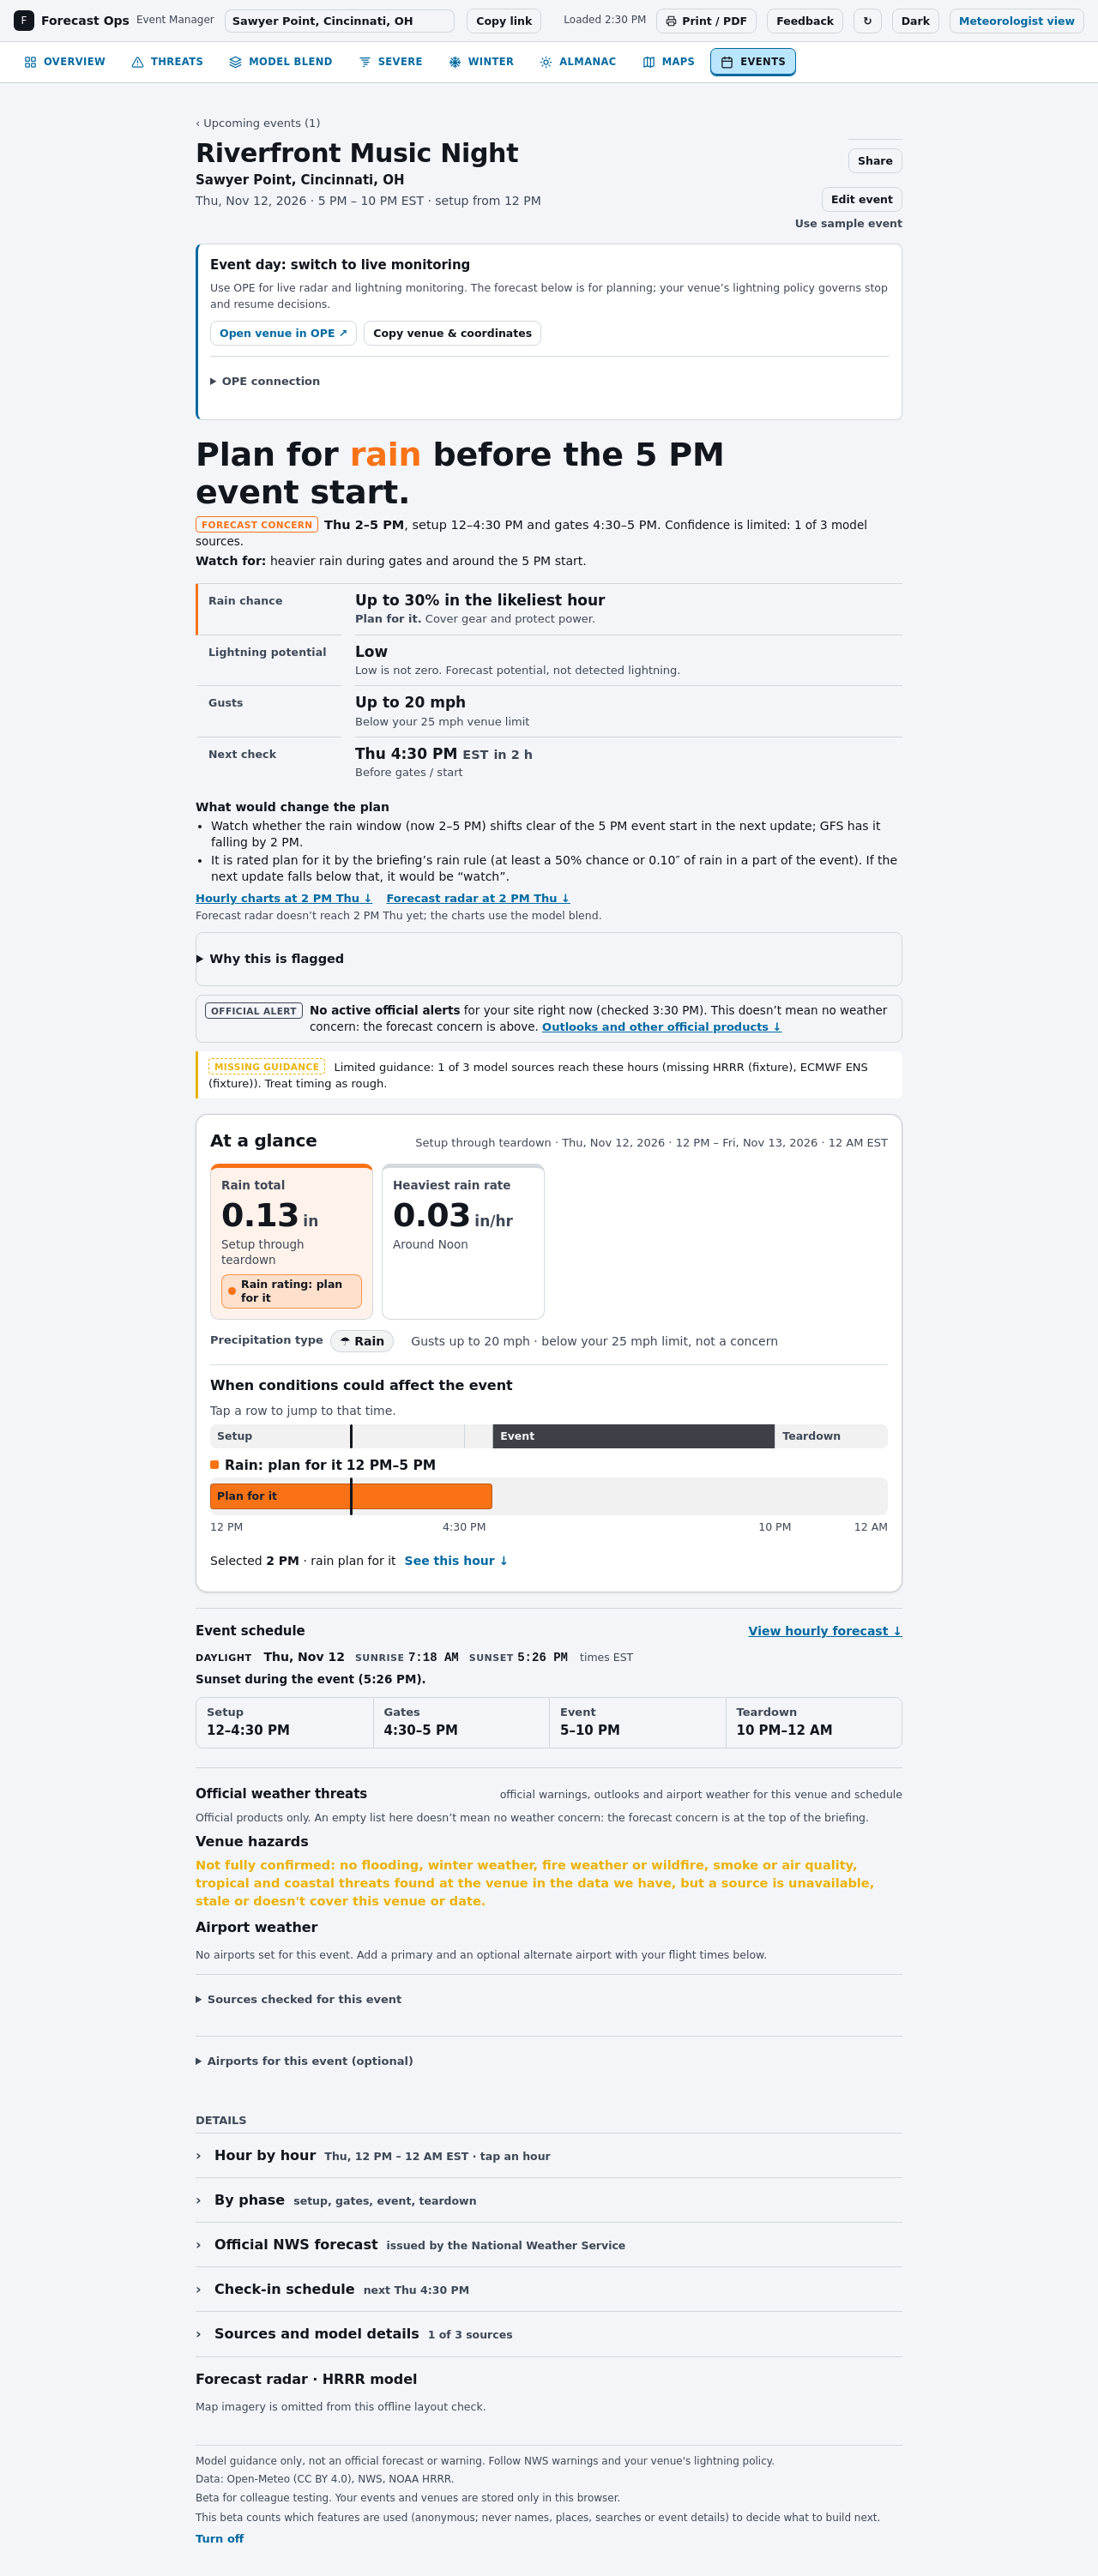 F Forecast Ops Event Manager Sawyer Point, Cincinnati, OH Copy link Loaded 2:30 PM Print / PDF Feedback ↻ Dark Meteorologist view
OVERVIEW THREATS MODEL BLEND SEVERE WINTER ALMANAC MAPS EVENTS
‹ Upcoming events (1)
Riverfront Music Night
Share
Sawyer Point, Cincinnati, OH
Thu, Nov 12, 2026 · 5 PM – 10 PM EST · setup from 12 PM
Edit event
Use sample event
Event day: switch to live monitoring
Use OPE for live radar and lightning monitoring. The forecast below is for planning; your venue’s lightning policy governs stop
and resume decisions.
Open venue in OPE ↗ Copy venue & coordinates
▶ OPE connection
Plan for rain before the 5 PM
event start.
FORECAST CONCERN Thu 2–5 PM, setup 12–4:30 PM and gates 4:30–5 PM. Confidence is limited: 1 of 3 model
sources.
Watch for: heavier rain during gates and around the 5 PM start.
Rain chance Up to 30% in the likeliest hour
Plan for it. Cover gear and protect power.
Lightning potential Low
Low is not zero. Forecast potential, not detected lightning.
Gusts Up to 20 mph
Below your 25 mph venue limit
Next check Thu 4:30 PM EST in 2 h
Before gates / start
What would change the plan
• Watch whether the rain window (now 2–5 PM) shifts clear of the 5 PM event start in the next update; GFS has it
falling by 2 PM.
• It is rated plan for it by the briefing’s rain rule (at least a 50% chance or 0.10″ of rain in a part of the event). If the
next update falls below that, it would be “watch”.
Hourly charts at 2 PM Thu ↓ Forecast radar at 2 PM Thu ↓
Forecast radar doesn’t reach 2 PM Thu yet; the charts use the model blend.
▶ Why this is flagged
OFFICIAL ALERT No active official alerts for your site right now (checked 3:30 PM). This doesn’t mean no weather
concern: the forecast concern is above. Outlooks and other official products ↓
MISSING GUIDANCE Limited guidance: 1 of 3 model sources reach these hours (missing HRRR (fixture), ECMWF ENS
(fixture)). Treat timing as rough.
At a glance Setup through teardown · Thu, Nov 12, 2026 · 12 PM – Fri, Nov 13, 2026 · 12 AM EST
Rain total Heaviest rain rate
0.13 in 0.03 in/hr
Setup through Around Noon
teardown
Rain rating: plan
for it
Precipitation type ☂ Rain Gusts up to 20 mph · below your 25 mph limit, not a concern
When conditions could affect the event
Tap a row to jump to that time.
Setup Event Teardown
Rain: plan for it 12 PM–5 PM
Plan for it
12 PM 4:30 PM 10 PM 12 AM
Selected 2 PM · rain plan for it See this hour ↓
Event schedule View hourly forecast ↓
DAYLIGHT Thu, Nov 12 SUNRISE 7:18 AM SUNSET 5:26 PM times EST
Sunset during the event (5:26 PM).
Setup Gates Event Teardown
12–4:30 PM 4:30–5 PM 5–10 PM 10 PM–12 AM
Official weather threats official warnings, outlooks and airport weather for this venue and schedule
Official products only. An empty list here doesn’t mean no weather concern: the forecast concern is at the top of the briefing.
Venue hazards
Not fully confirmed: no flooding, winter weather, fire weather or wildfire, smoke or air quality,
tropical and coastal threats found at the venue in the data we have, but a source is unavailable,
stale or doesn't cover this venue or date.
Airport weather
No airports set for this event. Add a primary and an optional alternate airport with your flight times below.
▶ Sources checked for this event
▶ Airports for this event (optional)
DETAILS
› Hour by hour Thu, 12 PM – 12 AM EST · tap an hour
› By phase setup, gates, event, teardown
› Official NWS forecast issued by the National Weather Service
› Check-in schedule next Thu 4:30 PM
› Sources and model details 1 of 3 sources
Forecast radar · HRRR model
Map imagery is omitted from this offline layout check.
Model guidance only, not an official forecast or warning. Follow NWS warnings and your venue's lightning policy.
Data: Open-Meteo (CC BY 4.0), NWS, NOAA HRRR.
Beta for colleague testing. Your events and venues are stored only in this browser.
This beta counts which features are used (anonymous; never names, places, searches or event details) to decide what to build next.
Turn off